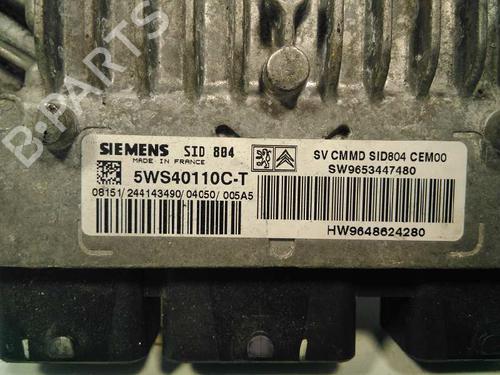 B-PARTS
SIEMENS SID 804
MADE IN FRANCE
5WS40110C-T
08151/244143490/04050/005A5
SV CMMD SID804 CEM00
SW9653447480
HW9648624280